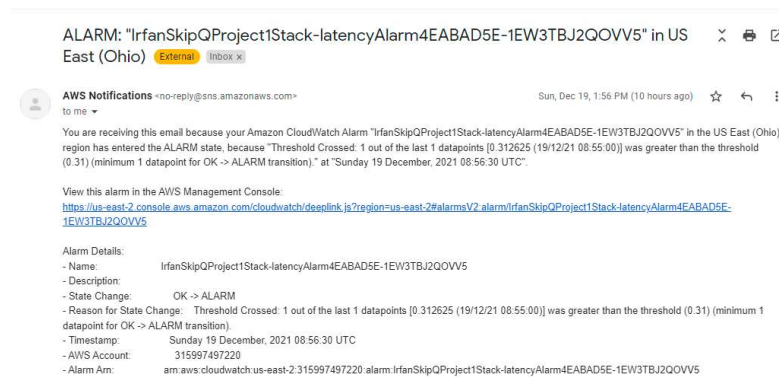 ALARM: "IrfanSkipQProject1Stack-latencyAlarm4EABAD5E-1EW3TBJ2QOVV5" in US
East (Ohio) External Inbox x
AWS Notifications <no-reply@sns.amazonaws.com> Sun, Dec 19, 1:56 PM (10 hours ago)
to me
You are receiving this email because your Amazon CloudWatch Alarm "IrfanSkipQProject1Stack-latencyAlarm4EABAD5E-1EW3TBJ2QOVV5" in the US East (Ohio)
region has entered the ALARM state, because "Threshold Crossed: 1 out of the last 1 datapoints [0.312625 (19/12/21 08:55:00)] was greater than the threshold
(0.31) (minimum 1 datapoint for OK -> ALARM transition)." at "Sunday 19 December, 2021 08:56:30 UTC".
View this alarm in the AWS Management Console:
https://us-east-2.console.aws.amazon.com/cloudwatch/deeplink.js?region=us-east-2#alarmsV2:alarm/IrfanSkipQProject1Stack-latencyAlarm4EABAD5E-
1EW3TBJ2QOVV5
Alarm Details:
- Name: IrfanSkipQProject1Stack-latencyAlarm4EABAD5E-1EW3TBJ2QOVV5
- Description:
- State Change: OK -> ALARM
- Reason for State Change: Threshold Crossed: 1 out of the last 1 datapoints [0.312625 (19/12/21 08:55:00)] was greater than the threshold (0.31) (minimum 1
datapoint for OK -> ALARM transition).
- Timestamp: Sunday 19 December, 2021 08:56:30 UTC
- AWS Account: 315997497220
- Alarm Arn: arn:aws:cloudwatch:us-east-2:315997497220:alarm:IrfanSkipQProject1Stack-latencyAlarm4EABAD5E-1EW3TBJ2QOVV5